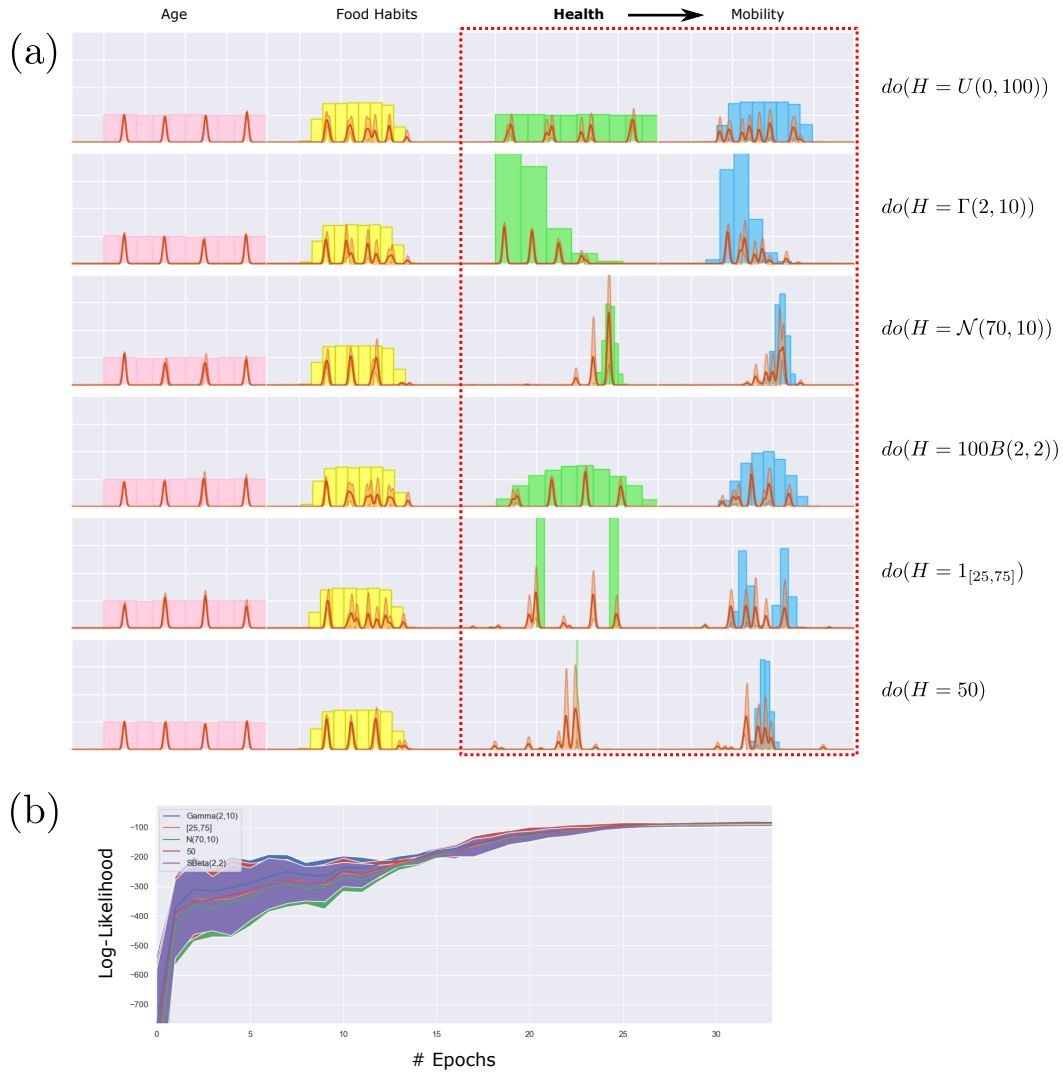 Age Food Habits Health Mobility
(a)
do(H = U(0, 100))
do(H = Γ(2, 10))
do(H = 𝒩(70, 10))
do(H = 100B(2, 2))
do(H = 1[25,75])
do(H = 50)
(b)
Gamma(2,10)
[25,75]
N(70,10)
50
SBeta(2,2)
−100
−200
−300
−400
−500
−600
−700
Log-Likelihood
0 5 10 15 20 25 30
# Epochs